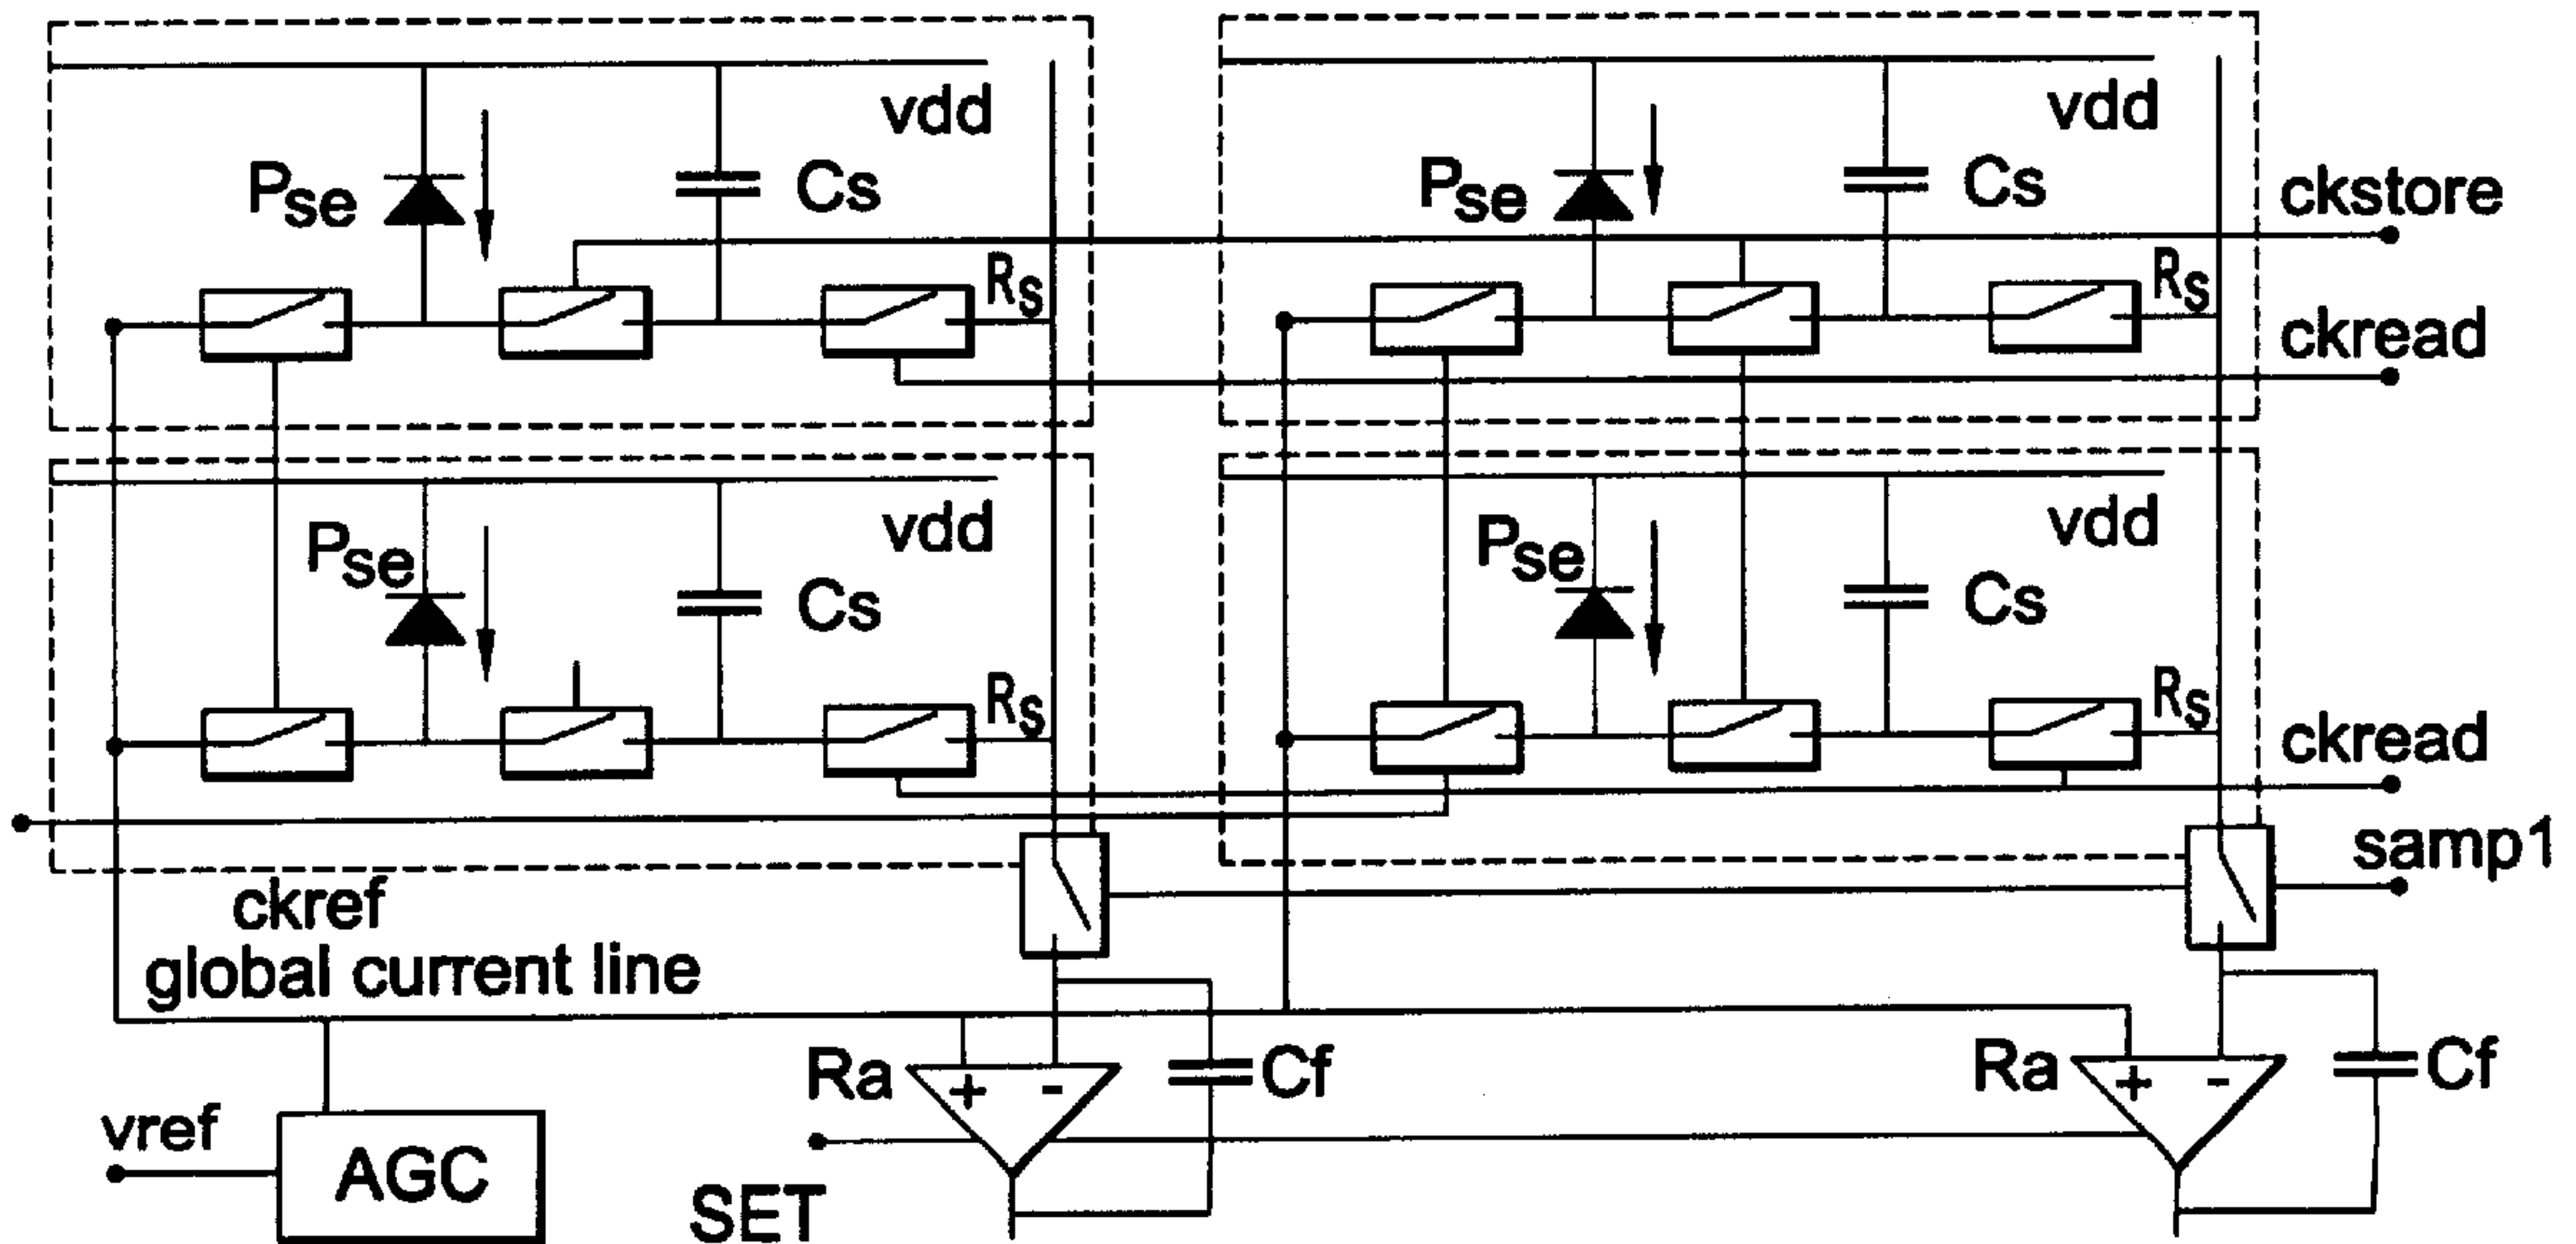 vdd
vdd
Pse
Cs
Pse
Cs
ckstore
Rs
Rs
ckread
vdd
vdd
Pse
Cs
Pse
Cs
Rs
Rs
ckread
samp1
ckref
global current line
Ra
+ -
Cf
Ra
+ -
Cf
vref
AGC
SET